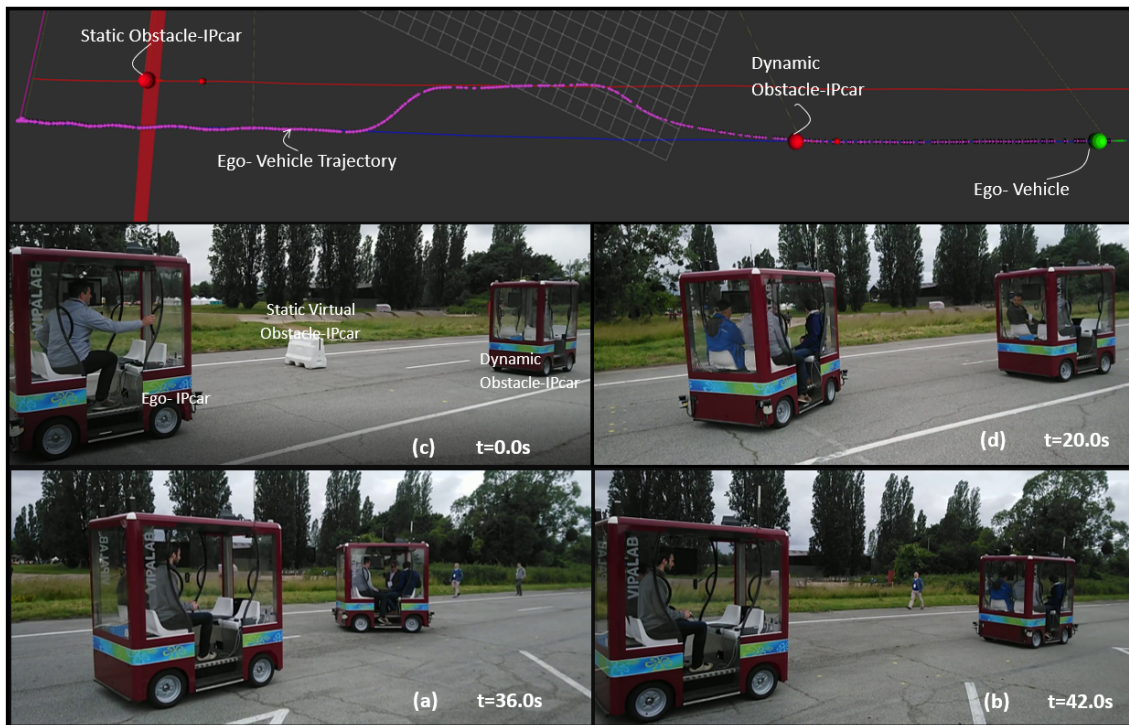 Static Obstacle-IPcar
Dynamic
Obstacle-IPcar
Ego- Vehicle Trajectory
Ego- Vehicle
VIPALAB
Static Virtual
Obstacle-IPcar
Dynamic
Obstacle-IPcar
Ego- IPcar
(c) t=0.0s
(d) t=20.0s
VIPALAB
(a) t=36.0s
VIPALAB
(b) t=42.0s